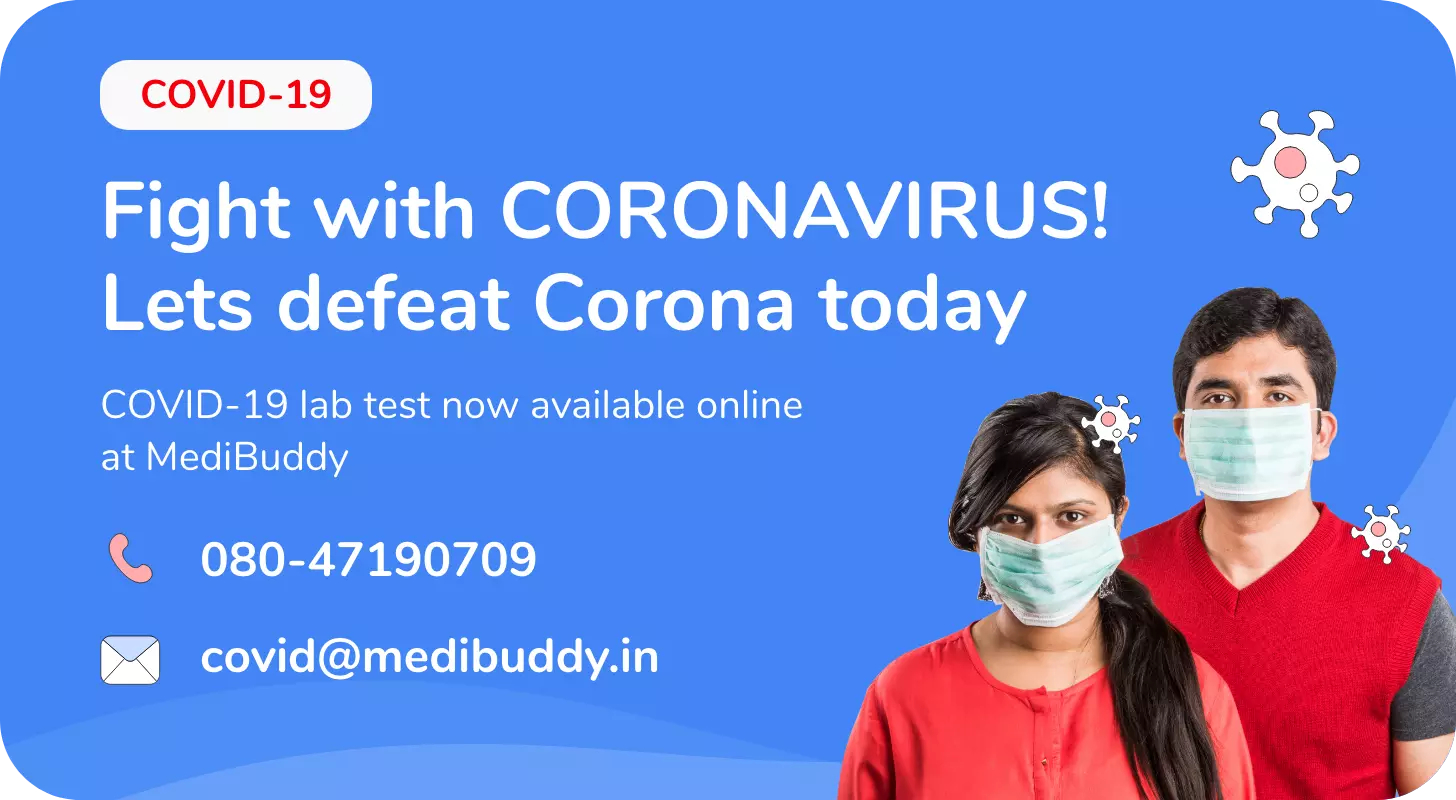 COVID-19
Fight with CORONAVIRUS!
Lets defeat Corona today
COVID-19 lab test now available online
at MediBuddy
080-47190709
covid@medibuddy.in